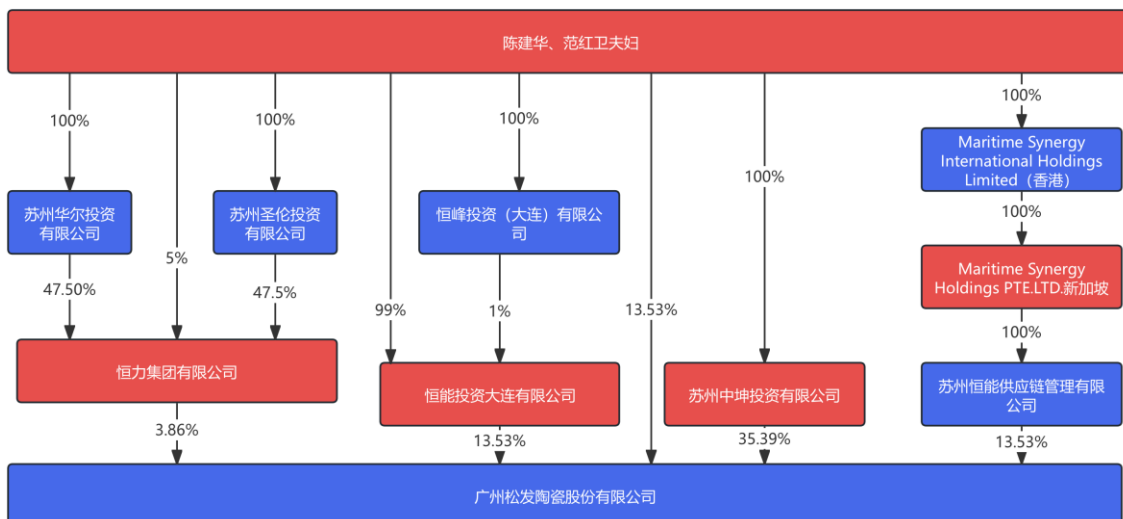 陈建华、范红卫夫妇
100%
5%
100%
99%
100%
13.53%
100%
100%
苏州华尔投资
有限公司
苏州圣伦投资
有限公司
恒峰投资（大连）有限公
司
Maritime Synergy
International Holdings
Limited（香港）
100%
Maritime Synergy
Holdings PTE.LTD.新加坡
100%
47.50%
47.5%
1%
恒力集团有限公司
恒能投资大连有限公司
苏州中坤投资有限公司
苏州恒能供应链管理有限
公司
3.86%
13.53%
35.39%
13.53%
广州松发陶瓷股份有限公司